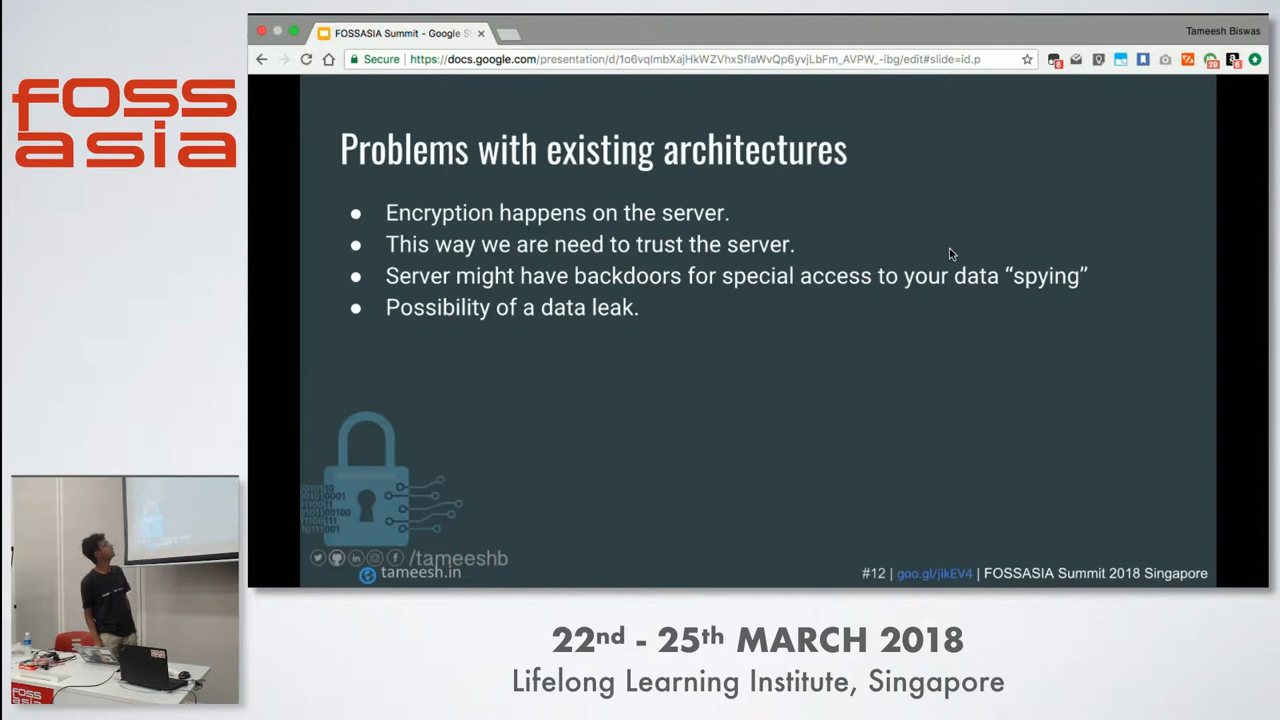 foss
asia
FOSSASIA Summit - Google Sl
Tameesh Biswas
Secure
https://docs.google.com/presentation/d/1o6vqImbXajHkWZVhxSflaWvQp6yvjLbFm_AVPW_-ibg/edit#slide=id.p
Problems with existing architectures
Encryption happens on the server.
This way we are need to trust the server.
Server might have backdoors for special access to your data “spying”
Possibility of a data leak.
/tameeshb
tameesh.in
#12 | goo.gl/jikEV4 | FOSSASIA Summit 2018 Singapore
foss
asia
22nd - 25th MARCH 2018
Lifelong Learning Institute, Singapore